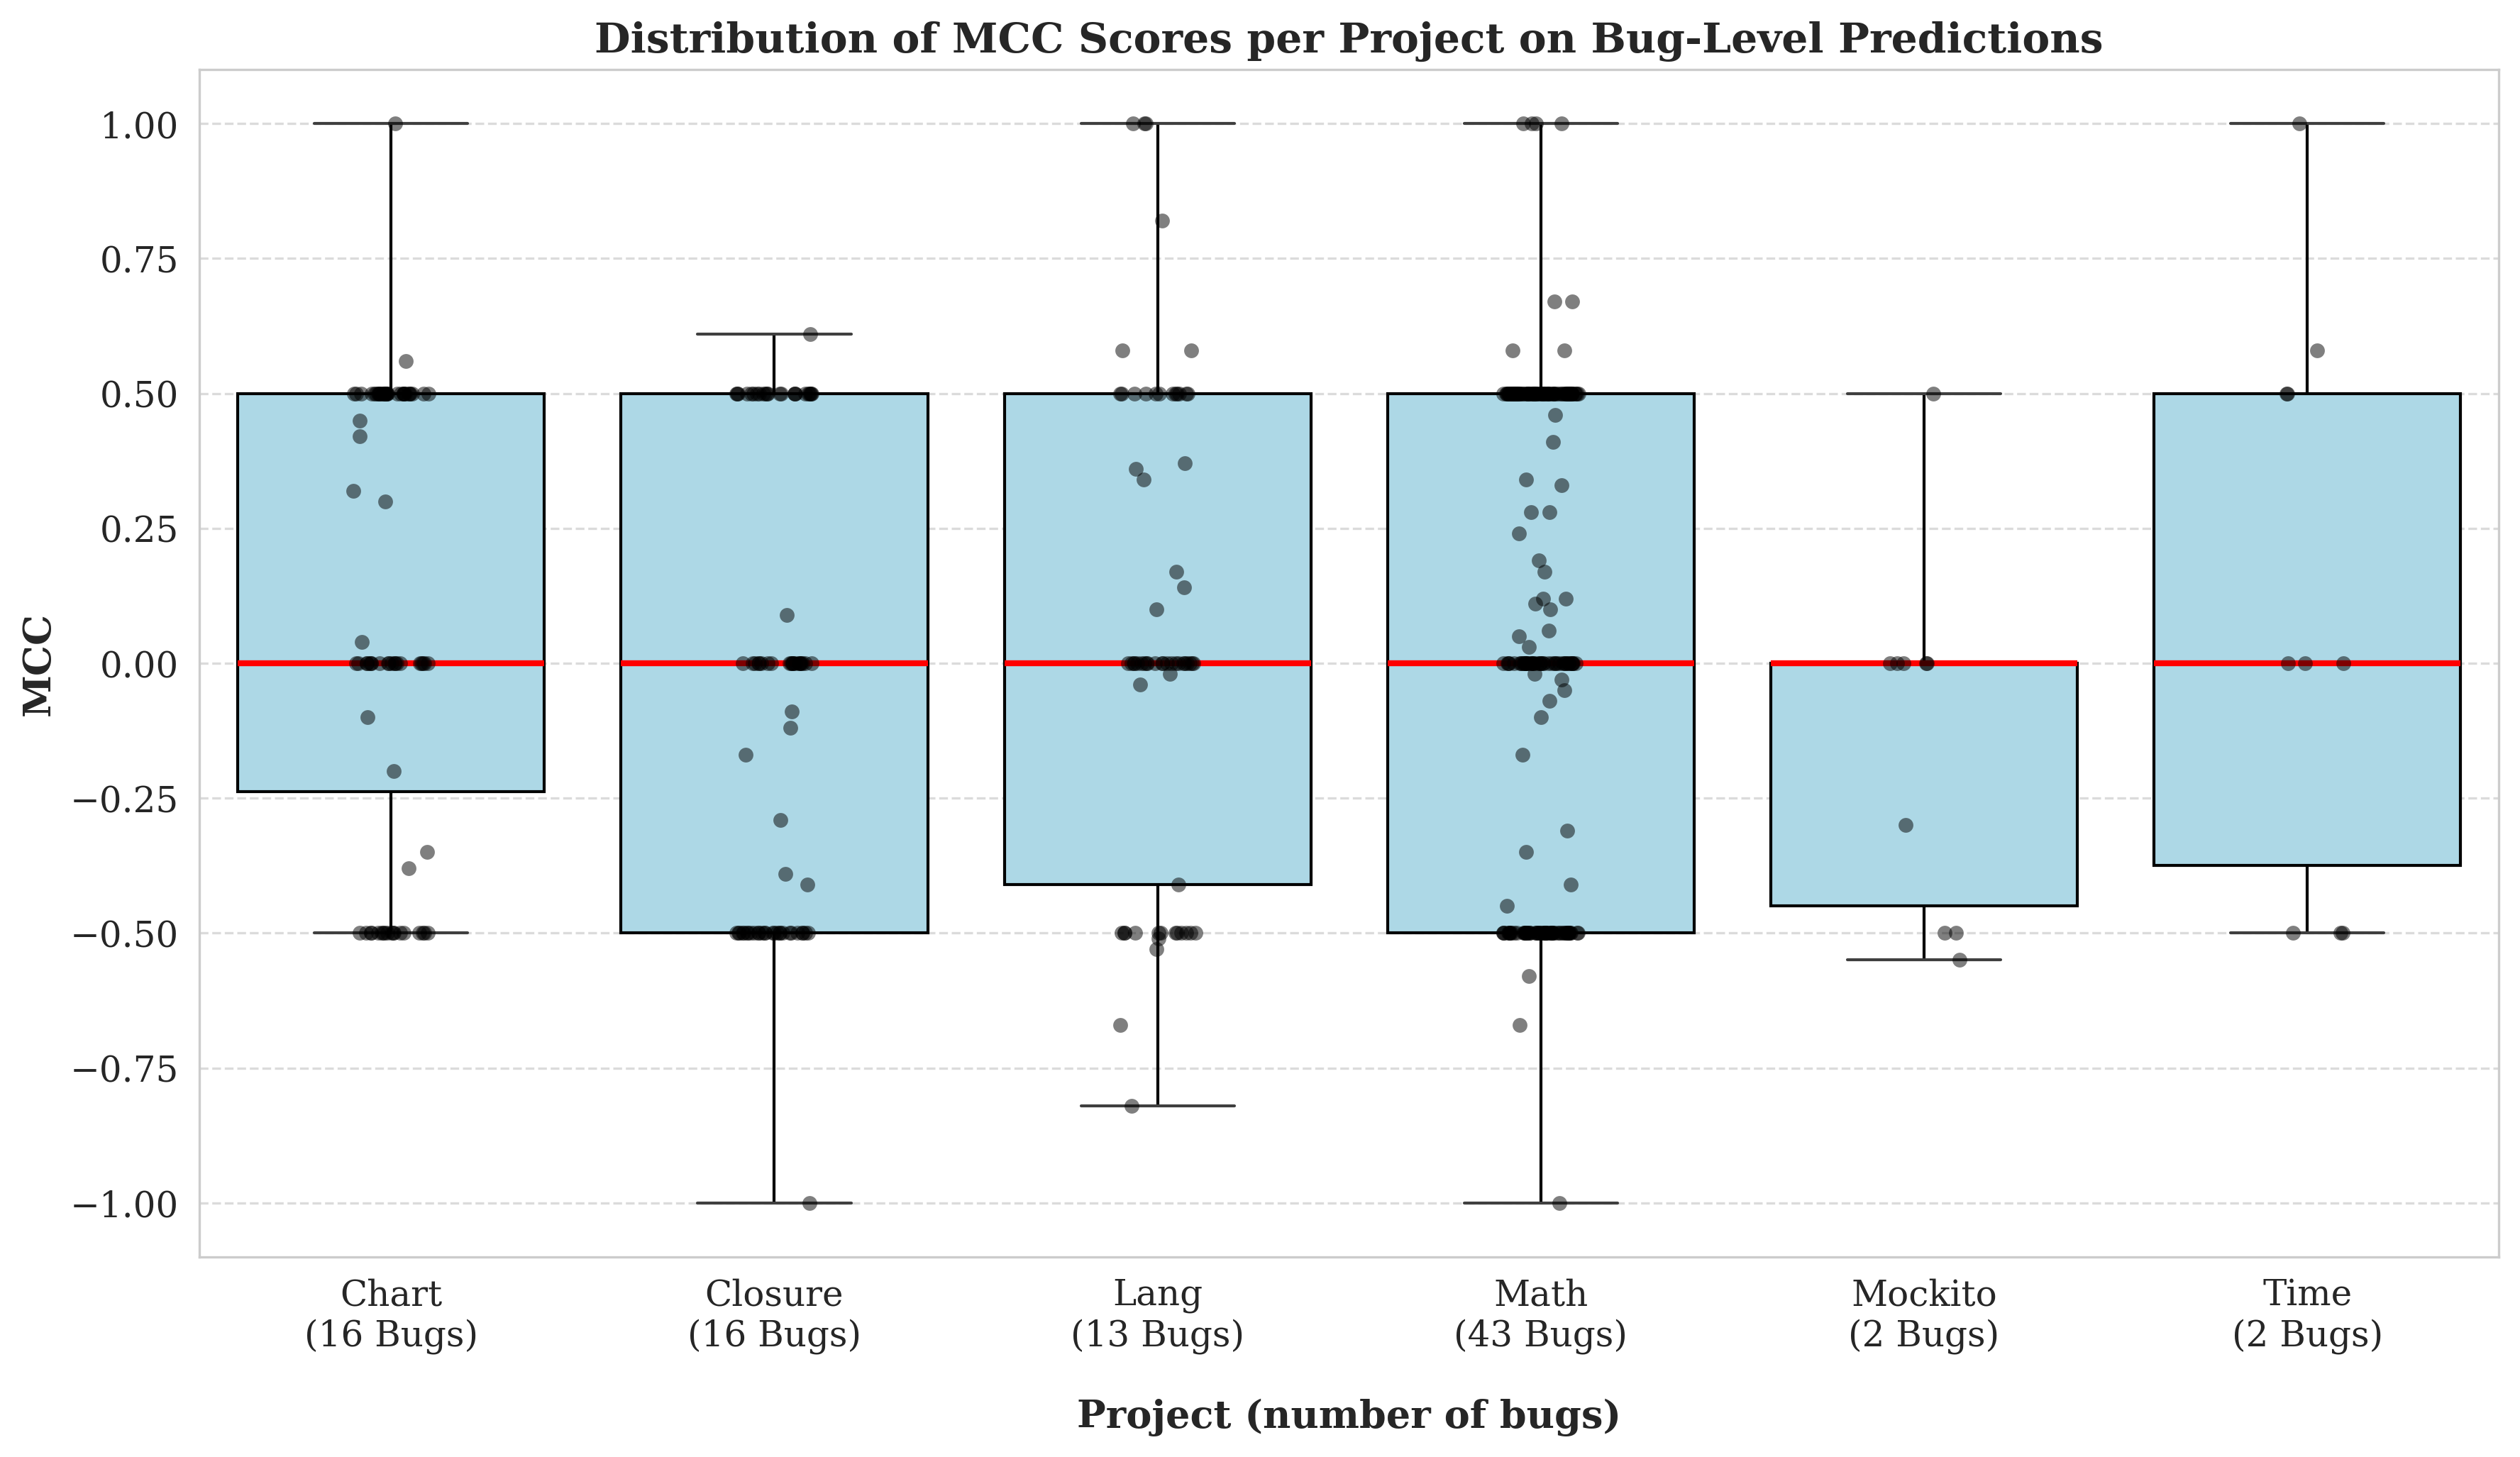 Distribution of MCC Scores per Project on Bug-Level Predictions
MCC
1.00
0.75
0.50
0.25
0.00
−0.25
−0.50
−0.75
−1.00
Chart
(16 Bugs)
Closure
(16 Bugs)
Lang
(13 Bugs)
Math
(43 Bugs)
Mockito
(2 Bugs)
Time
(2 Bugs)
Project (number of bugs)